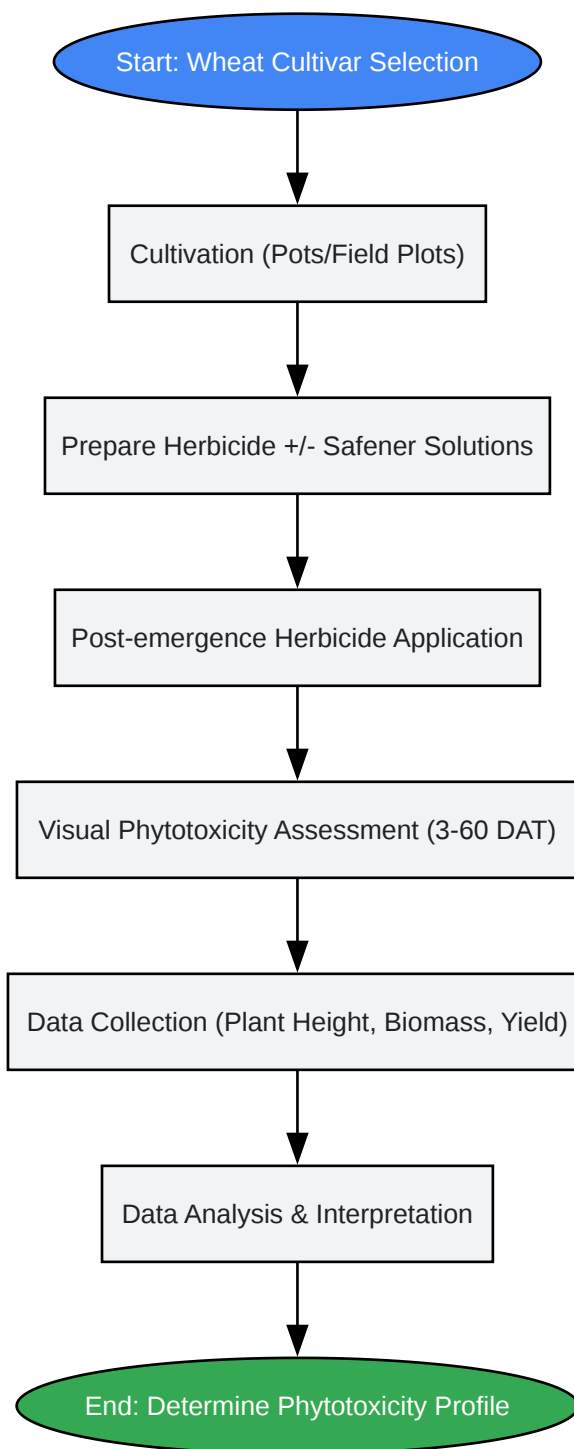 Start: Wheat Cultivar Selection
Cultivation (Pots/Field Plots)
Prepare Herbicide +/- Safener Solutions
Post-emergence Herbicide Application
Visual Phytotoxicity Assessment (3-60 DAT)
Data Collection (Plant Height, Biomass, Yield)
Data Analysis & Interpretation
End: Determine Phytotoxicity Profile